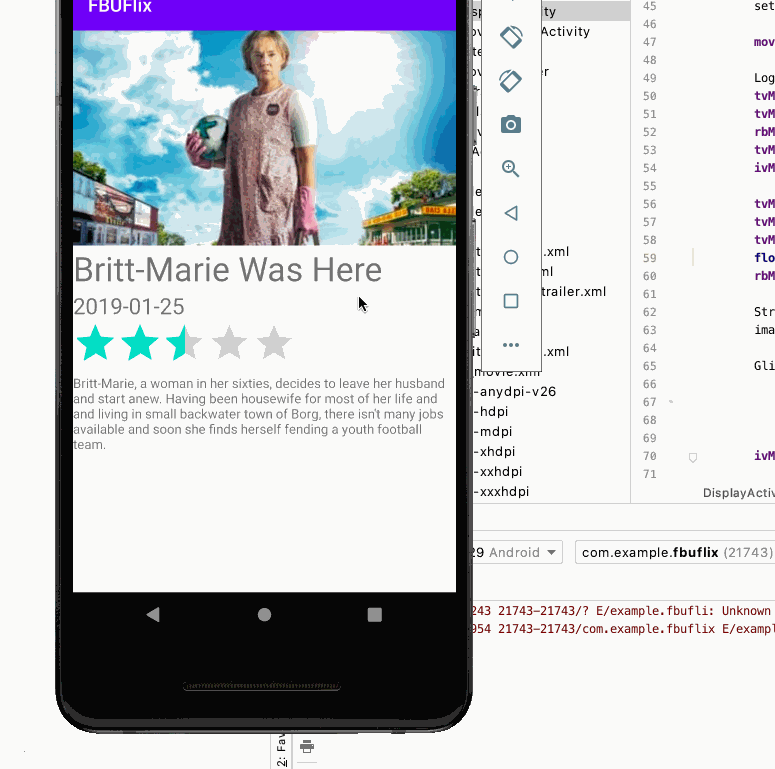 FBUFlix
Britt-Marie Was Here
2019-01-25
Britt-Marie, a woman in her sixties, decides to leave her husband
and start anew. Having been housewife for most of her life and
and living in small backwater town of Borg, there isn't many jobs
available and soon she finds herself fending a youth football
team.
Activity
.xml
trailer.xml
.xml
-anydpi-v26
-hdpi
-mdpi
-xhdpi
-xxhdpi
-xxxhdpi
45 set
46
47 mov
48
49 Log
50 tvM
51 tvM
52 rbM
53 tvM
54 ivM
55
56 tvM
57 tvM
58 tvM
59 flo
60 rbM
61
62 Str
63 ima
64
65 Gli
66
67
68
69
70 ivM
71
DisplayActiv
29 Android
com.example.fbuflix (21743)
243 21743-21743/? E/example.fbufli: Unknown
954 21743-21743/com.example.fbuflix E/exampl
2: Fav